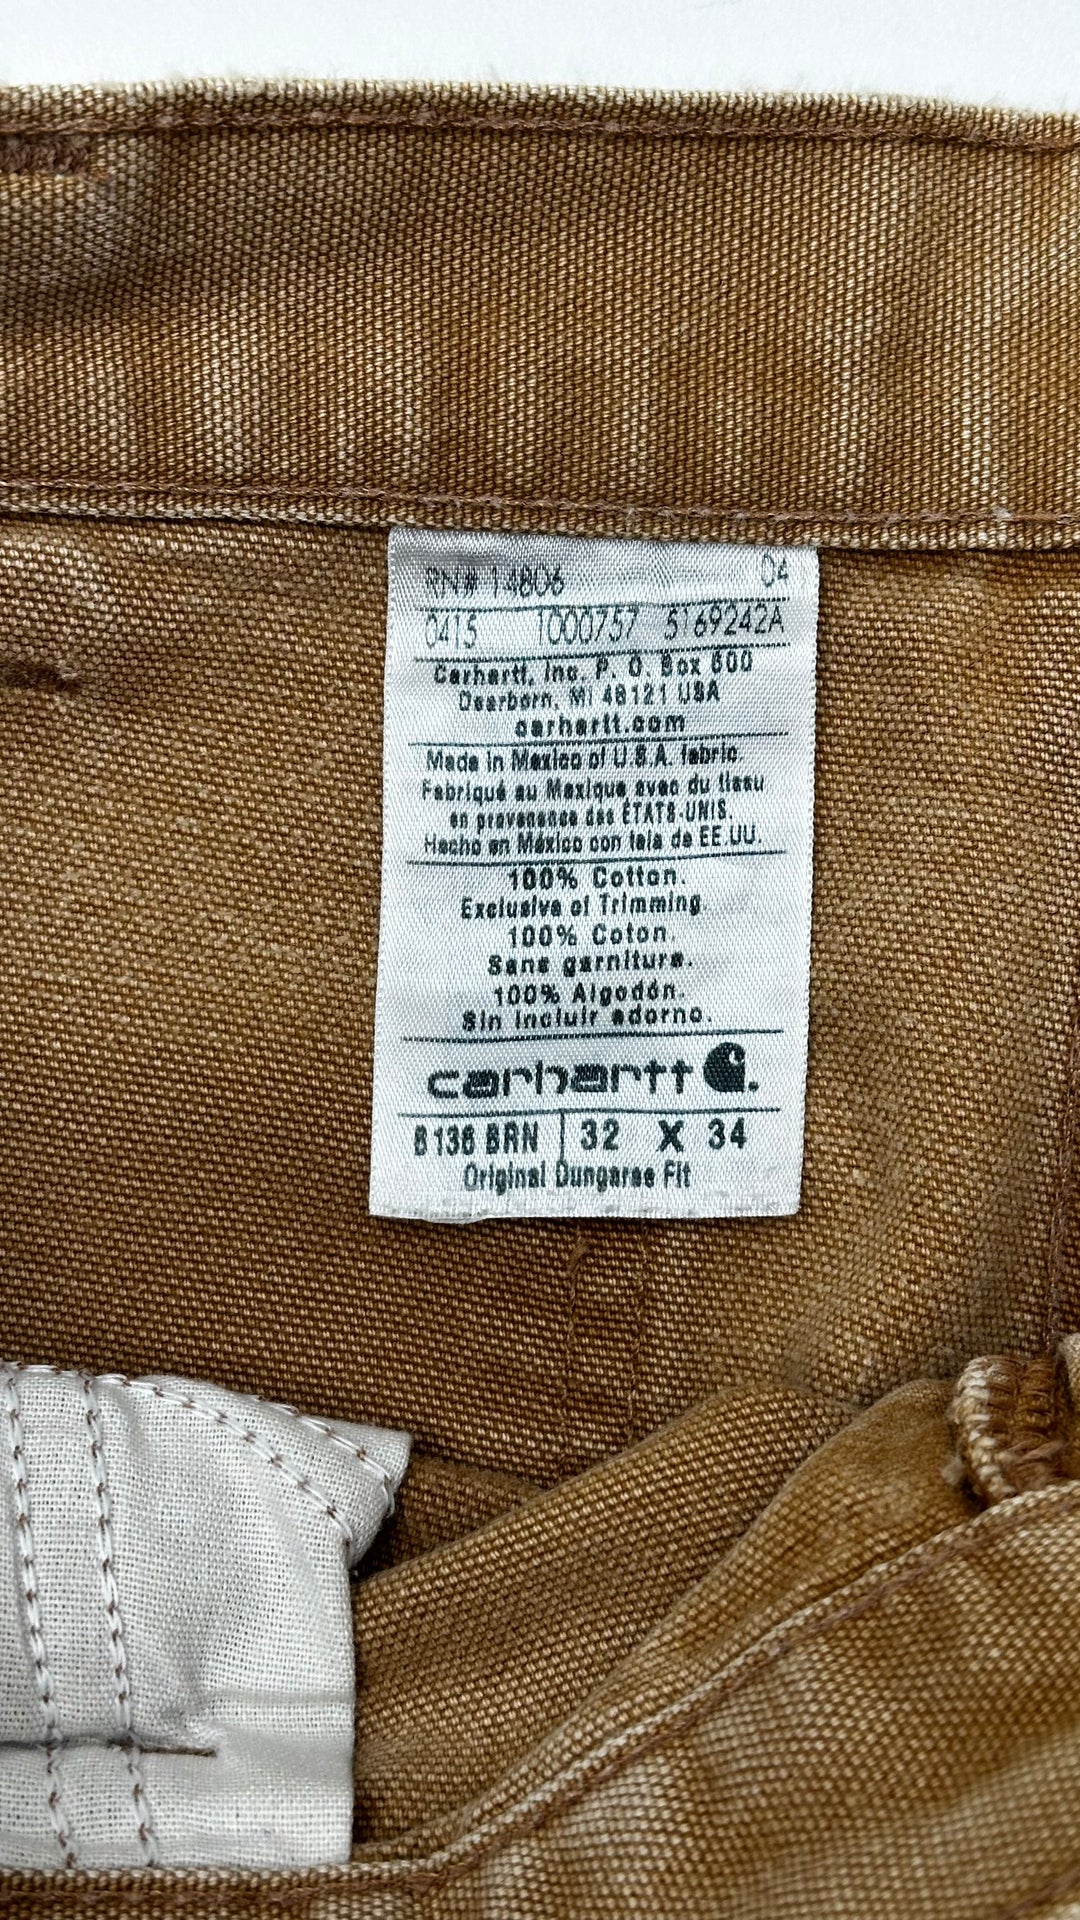 RN# 14806 04
0415 1000757 5169242A
Carhartt, Inc. P. O. Box 600
Dearborn, MI 48121 USA
carhartt.com
Made in Mexico of U.S.A. fabric.
Fabriqué au Mexique avec du tissu
en provenance des ÉTATS-UNIS.
Hecho en México con tela de EE.UU.
100% Cotton.
Exclusive of Trimming.
100% Coton.
Sans garniture.
100% Algodón.
Sin incluir adorno.
carhartt
B136 BRN 32 X 34
Original Dungaree Fit